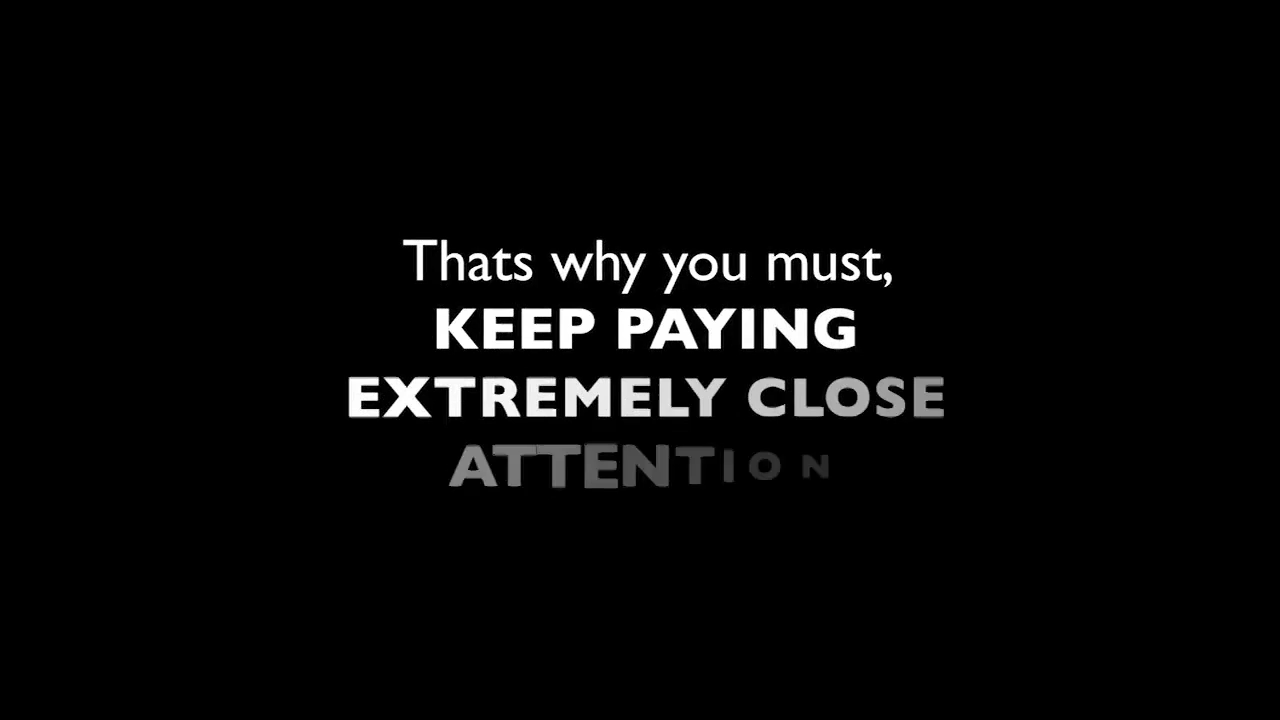 Thats why you must,
KEEP PAYING
EXTREMELY CLOSE
ATTENTION